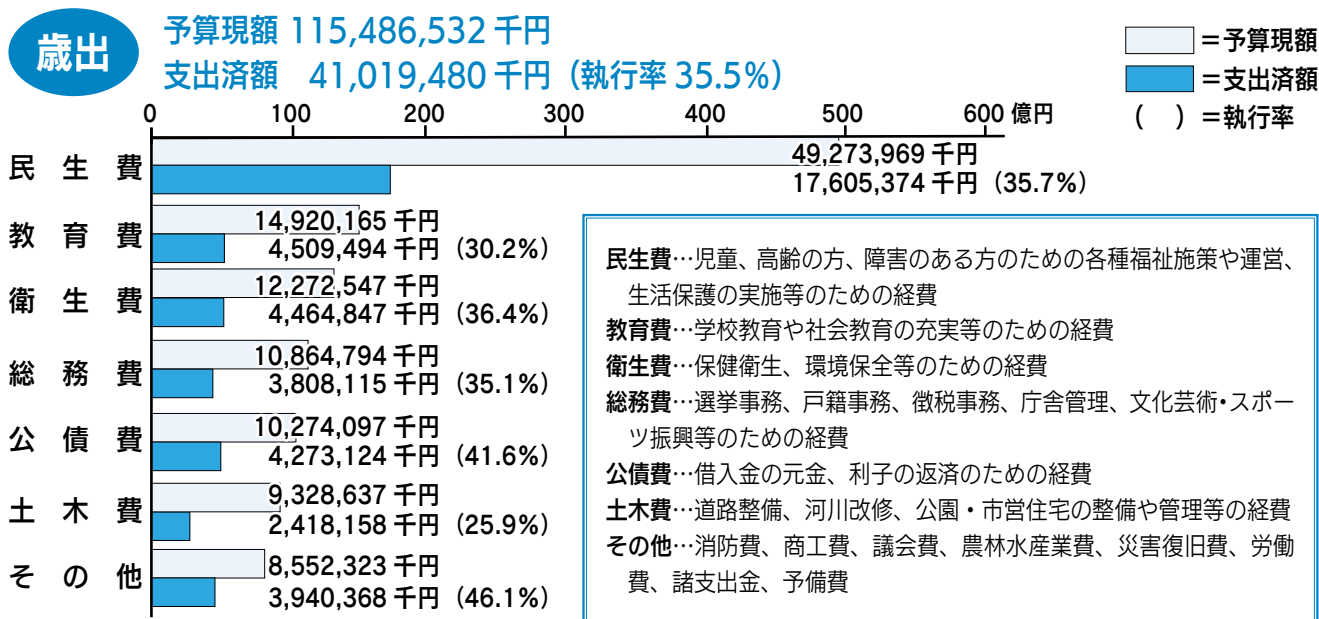 歳出
予算現額 115,486,532 千円
支出済額 41,019,480 千円（執行率 35.5%）
＝予算現額
＝支出済額
（　）＝執行率
0 100 200 300 400 500 600 億円
民生費
49,273,969 千円
17,605,374 千円（35.7%）
教育費
14,920,165 千円
4,509,494 千円（30.2%）
衛生費
12,272,547 千円
4,464,847 千円（36.4%）
総務費
10,864,794 千円
3,808,115 千円（35.1%）
公債費
10,274,097 千円
4,273,124 千円（41.6%）
土木費
9,328,637 千円
2,418,158 千円（25.9%）
その他
8,552,323 千円
3,940,368 千円（46.1%）
民生費…児童、高齢の方、障害のある方のための各種福祉施策や運営、
生活保護の実施等のための経費
教育費…学校教育や社会教育の充実等のための経費
衛生費…保健衛生、環境保全等のための経費
総務費…選挙事務、戸籍事務、徴税事務、庁舎管理、文化芸術・スポー
ツ振興等のための経費
公債費…借入金の元金、利子の返済のための経費
土木費…道路整備、河川改修、公園・市営住宅の整備や管理等の経費
その他…消防費、商工費、議会費、農林水産業費、災害復旧費、労働
費、諸支出金、予備費